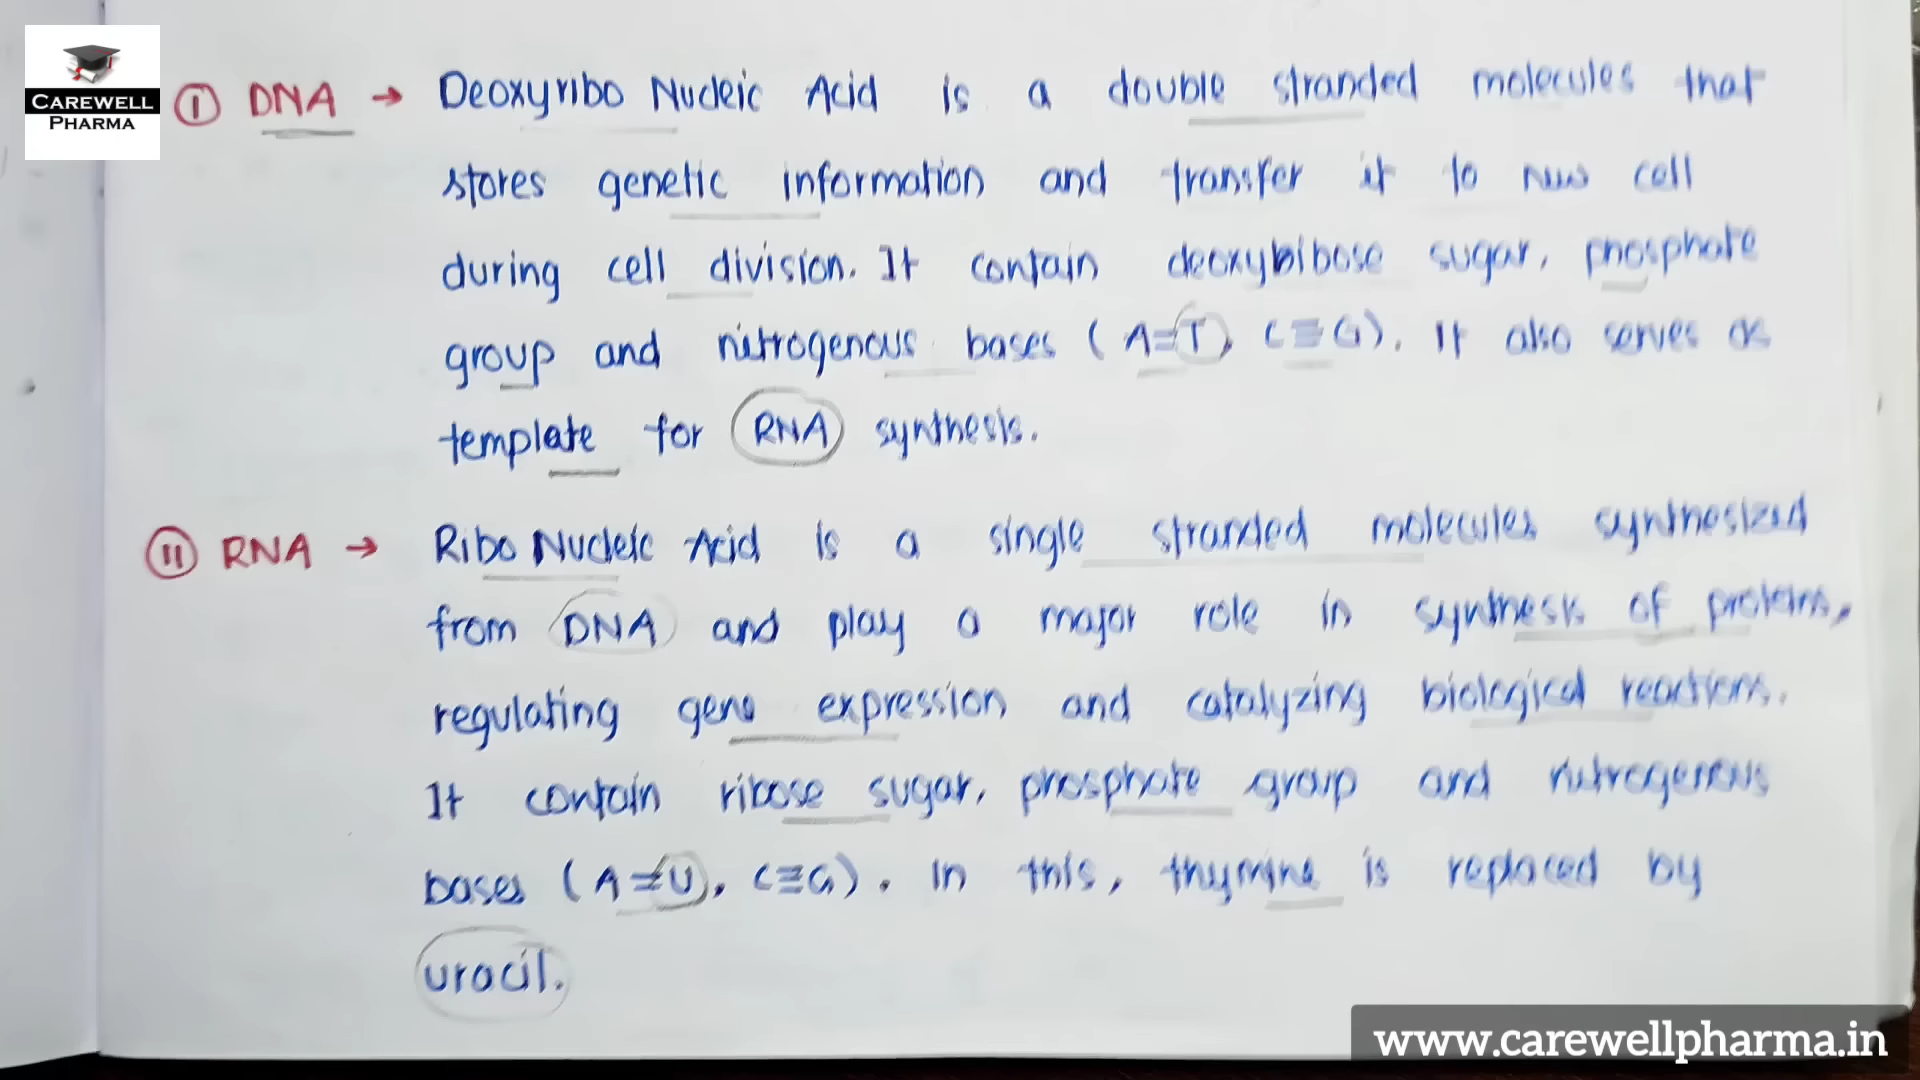 CAREWELL
PHARMA
I DNA → Deoxyribo Nucleic Acid is a double stranded molecules that
stores genetic information and transfer it to new cell
during cell division. It contain deoxyribose sugar, phosphate
group and nitrogenous bases ( A=T, C≡G). It also serves as
template for RNA synthesis.
II RNA → Ribo Nucleic Acid is a single stranded molecules synthesized
from DNA and play a major role in synthesis of proteins,
regulating gene expression and catalyzing biological reactions.
It contain ribose sugar, phosphate group and nitrogenous
bases ( A=U, C≡G). In this, thymine is replaced by
uracil.
www.carewellpharma.in